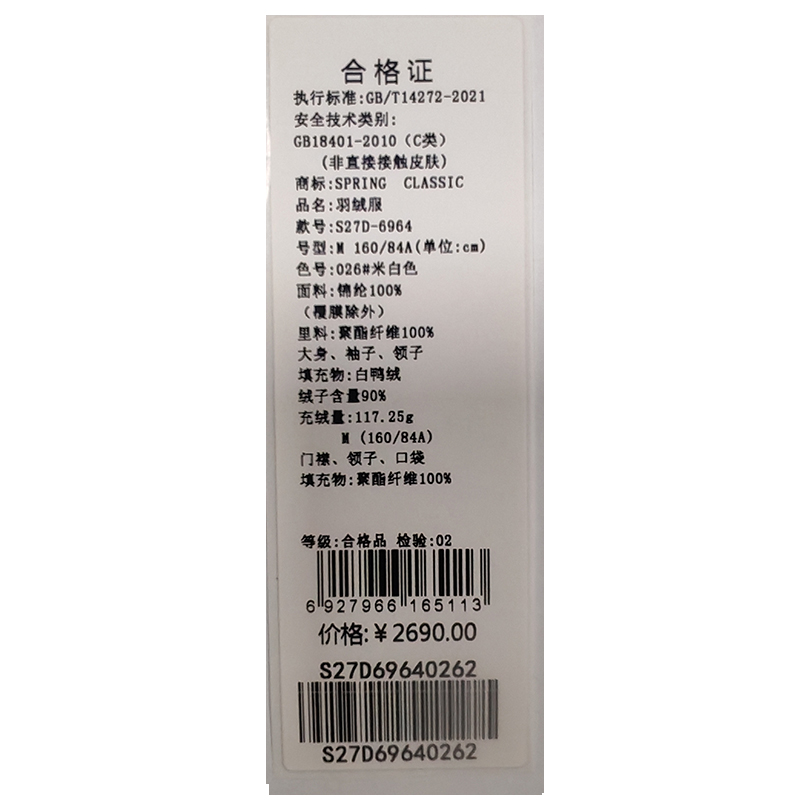 合格证
执行标准:GB/T14272-2021
安全技术类别:
GB18401-2010（C类）
(非直接接触皮肤)
商标:SPRING CLASSIC
品名:羽绒服
款号:S27D-6964
号型:M 160/84A(单位:cm)
色号:026#米白色
面料:锦纶100%
（覆膜除外）
里料:聚酯纤维100%
大身、袖子、领子
填充物:白鸭绒
绒子含量90%
充绒量:117.25g
M (160/84A)
门襟、领子、口袋
填充物:聚酯纤维100%
等级:合格品 检验:02
6 927966 165113
价格:￥2690.00
S27D69640262
S27D69640262